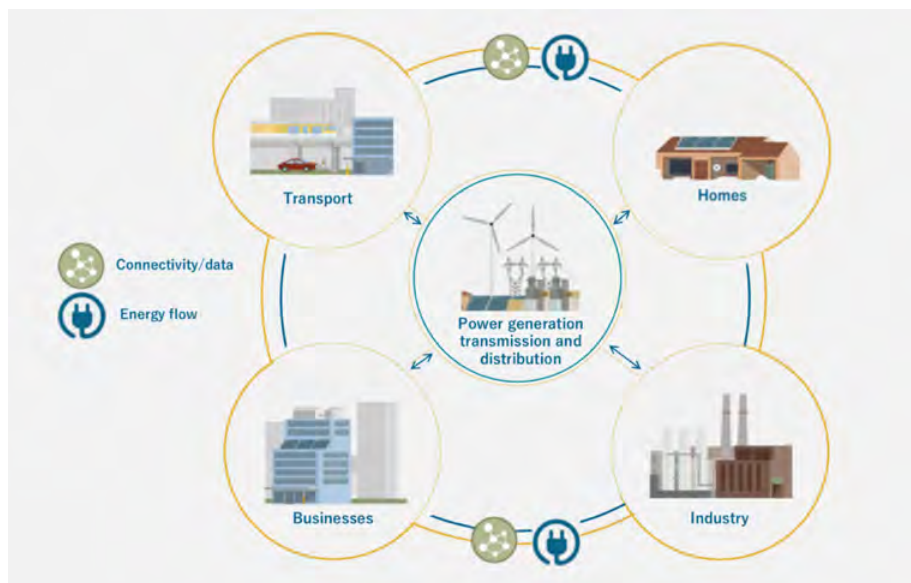 Transport
Homes
Connectivity/data
Energy flow
Power generation
transmission and
distribution
Businesses
Industry